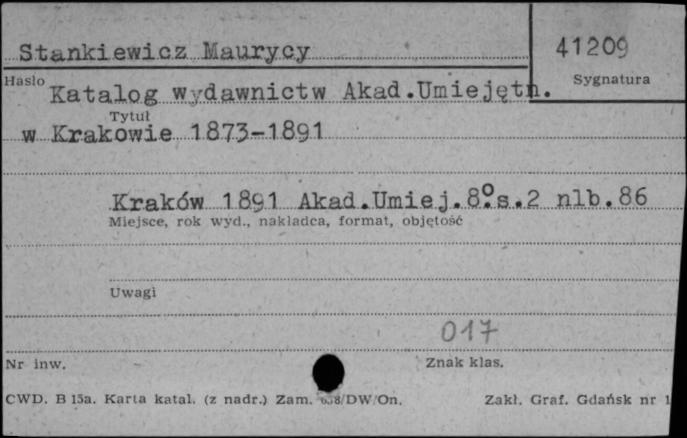 Stankiewicz Maurycy
41209
Hasło
Sygnatura
Katalog wydawnictw Akad.Umiejętn.
Tytuł
w Krakowie 1873-1891
Kraków 1891 Akad.Umiej.8°.s.2 nlb.86
Miejsce, rok wyd., nakładca, format, objętość
Uwagi
017
Nr inw.
Znak klas.
CWD. B 15a. Karta katal. (z nadr.) Zam. /DW/On.
Zakł. Graf. Gdańsk nr 1